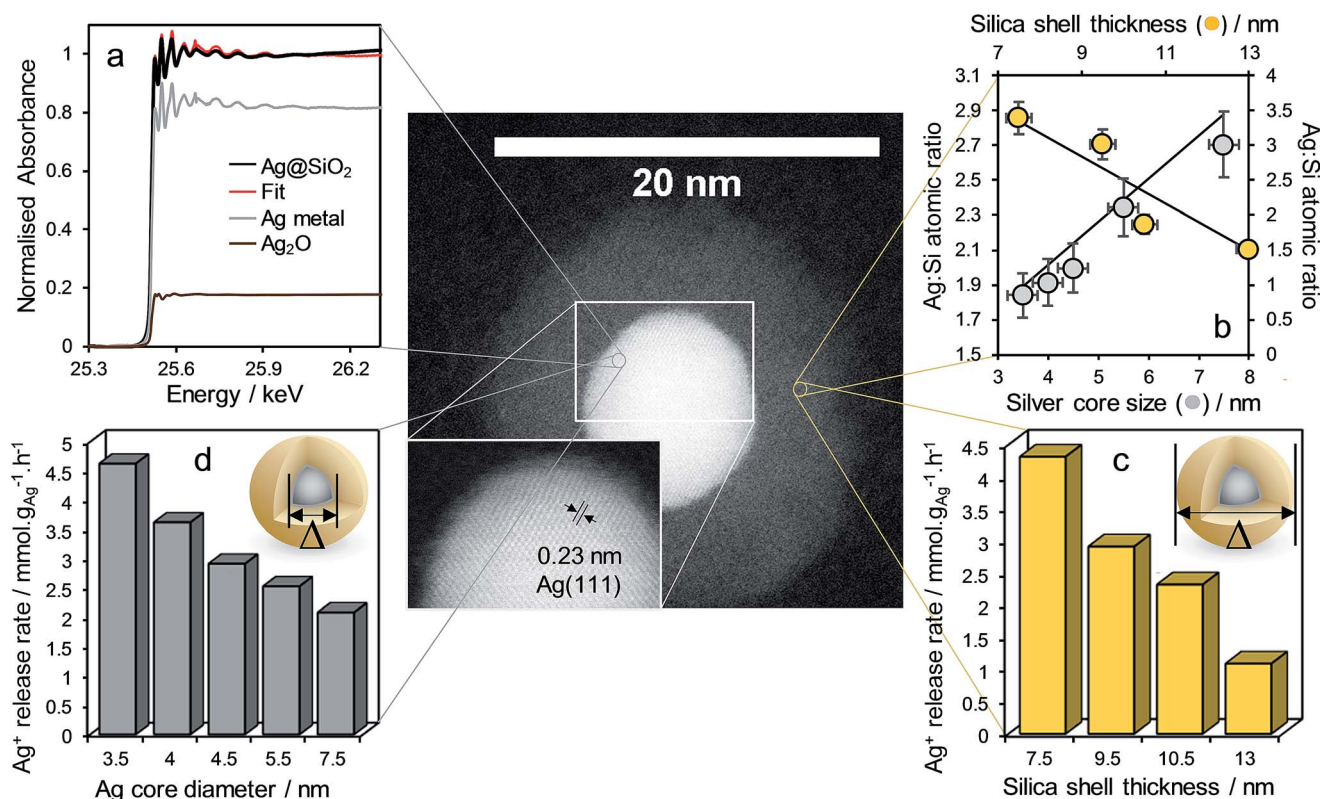 a
Normalised Absorbance
1
0.8
0.6
0.4
0.2
0
Ag@SiO₂
Fit
Ag metal
Ag₂O
25.3 25.6 25.9 26.2
Energy / keV
20 nm
0.23 nm
Ag(111)
Silica shell thickness ( ) / nm
7 9 11 13
Ag:Si atomic ratio
3.1
2.9
2.7
2.5
2.3
2.1
1.9
1.7
1.5
4
3.5
3
2.5
2
1.5
1
0.5
0
Ag:Si atomic ratio
b
3 4 5 6 7 8
Silver core size ( ) / nm
d
Ag⁺ release rate / mmol.g_Ag⁻¹.h⁻¹
5
4.5
4
3.5
3
2.5
2
1.5
1
0.5
0
Δ
3.5 4 4.5 5.5 7.5
Ag core diameter / nm
c
Ag⁺ release rate / mmol.g_Ag⁻¹.h⁻¹
4.5
4
3.5
3
2.5
2
1.5
1
0.5
0
Δ
7.5 9.5 10.5 13
Silica shell thickness / nm